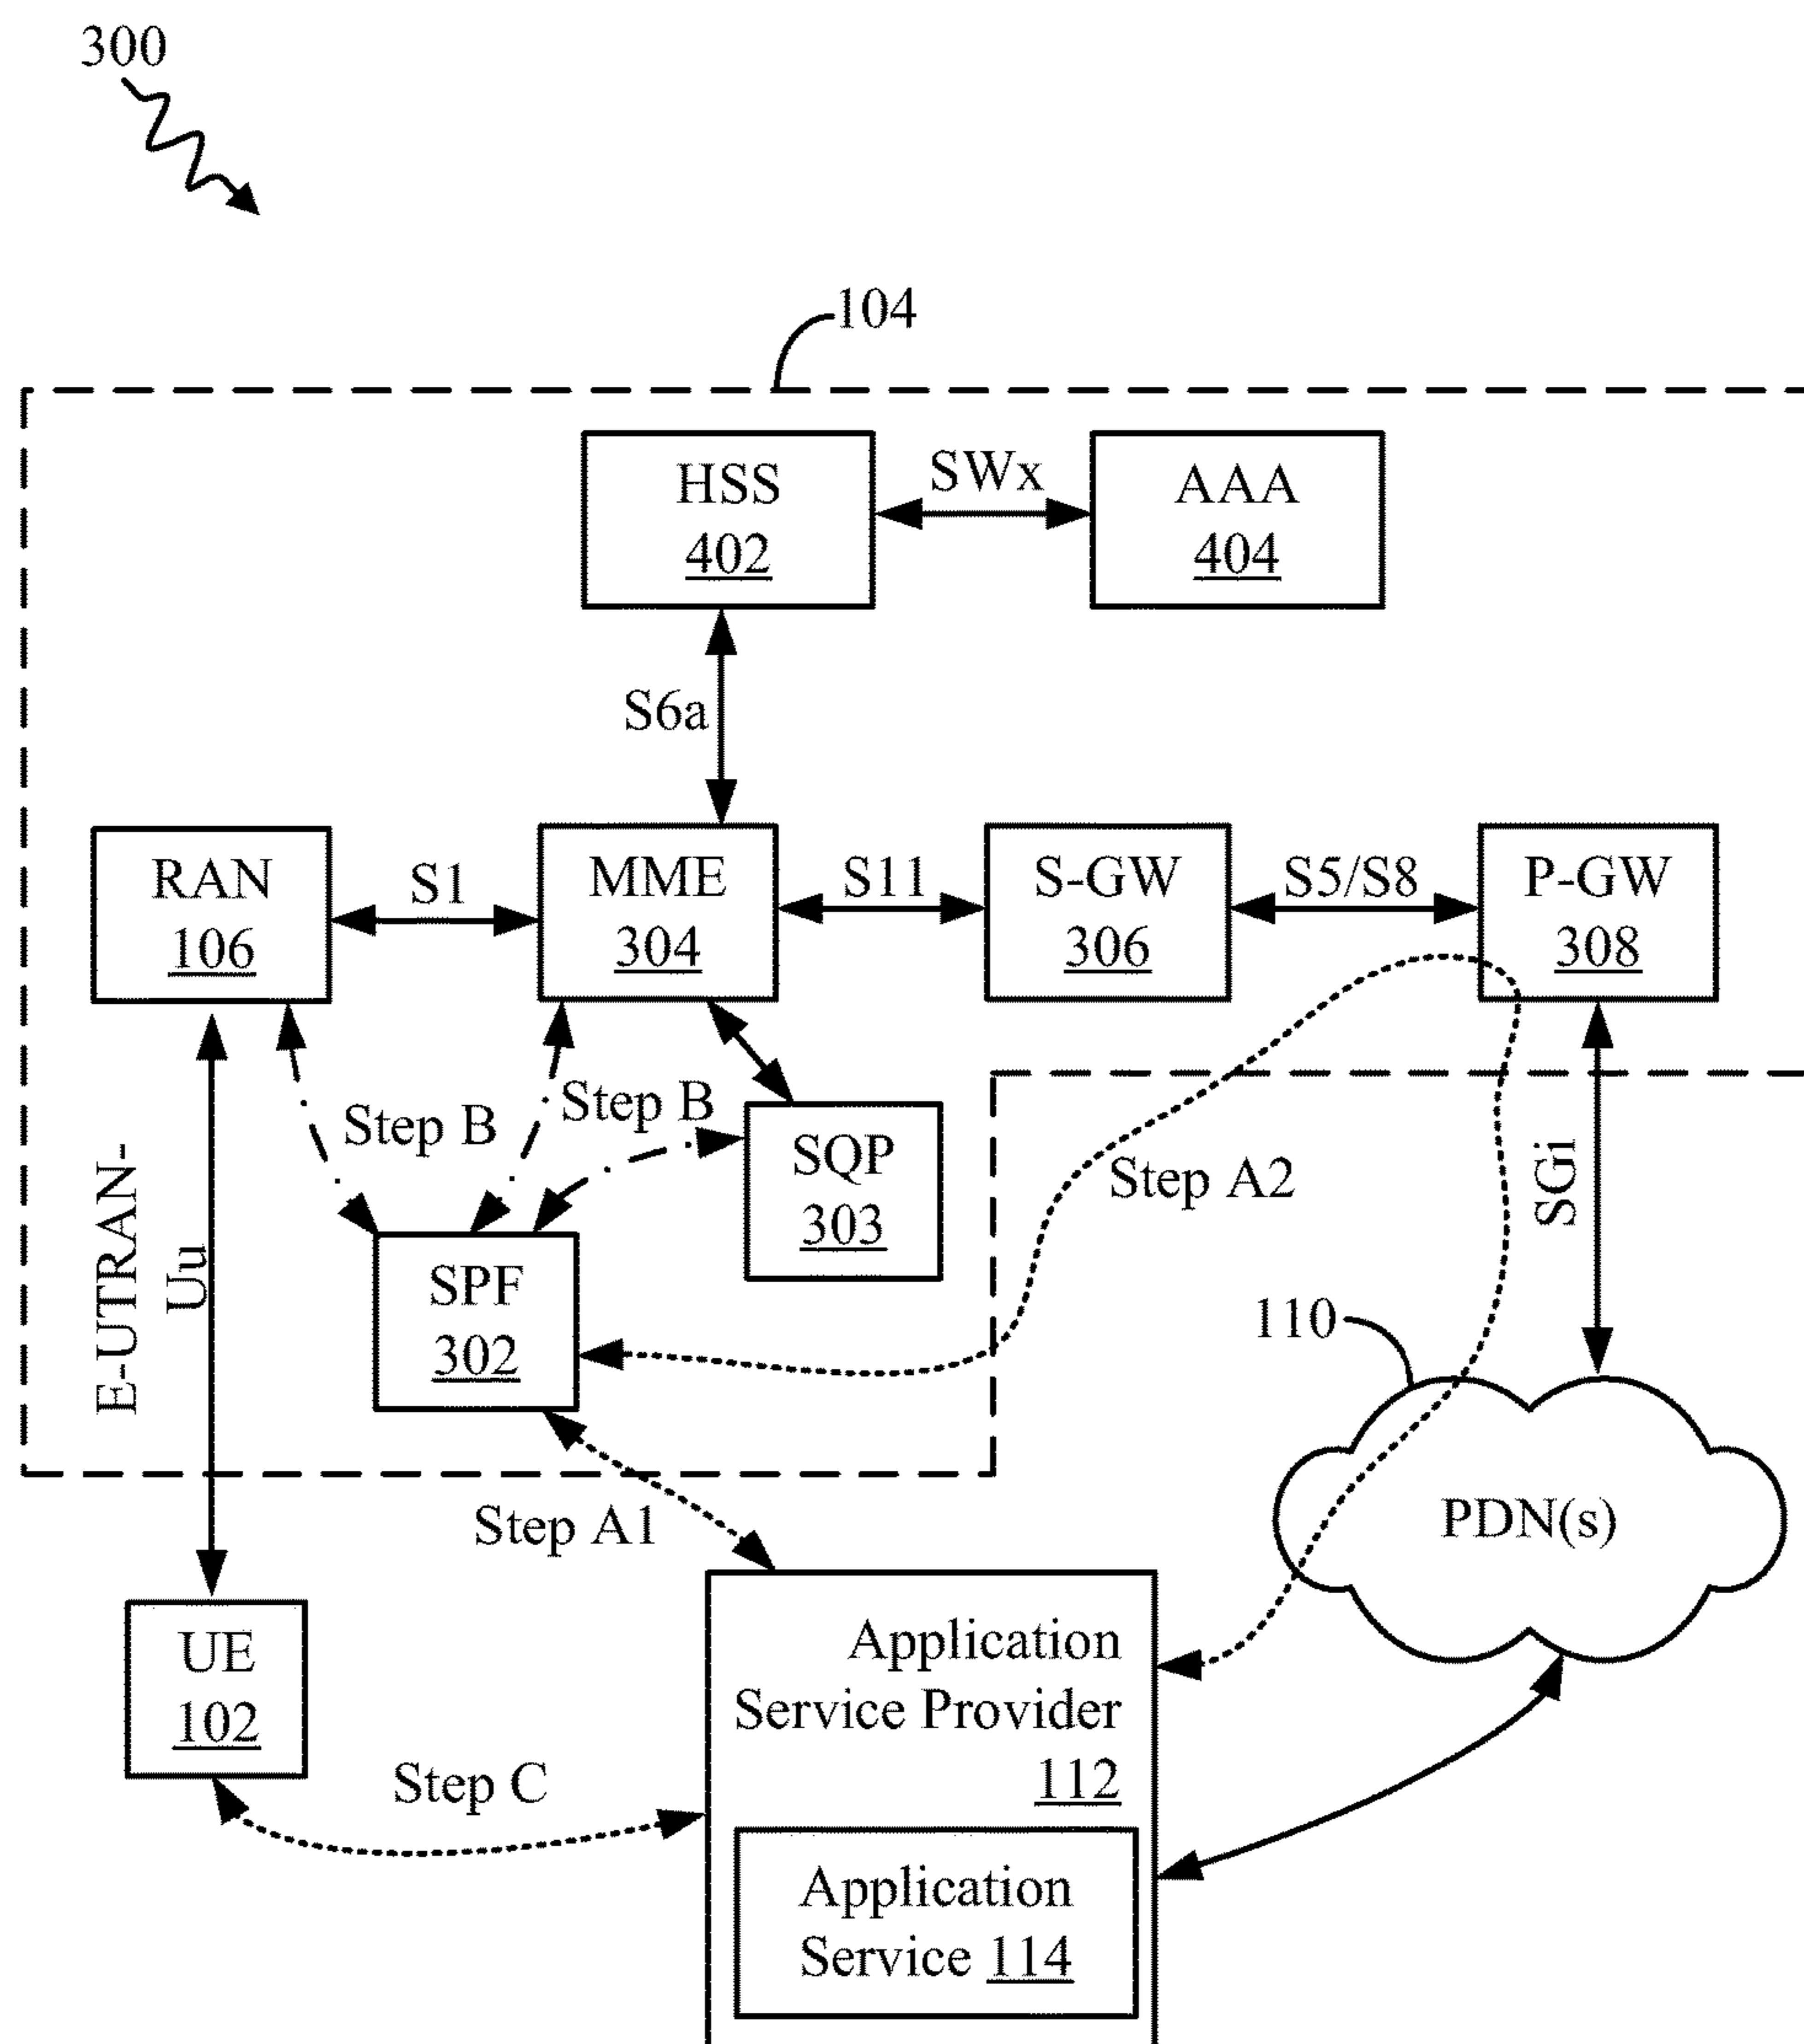 300
104
HSS
402
SWx
AAA
404
S6a
RAN
106
S1
MME
304
S11
S-GW
306
S5/S8
P-GW
308
Step B
Step B
SQP
303
Step A2
SGi
E-UTRAN-
Uu
SPF
302
110
PDN(s)
Step A1
UE
102
Application
Service Provider
112
Step C
Application
Service 114